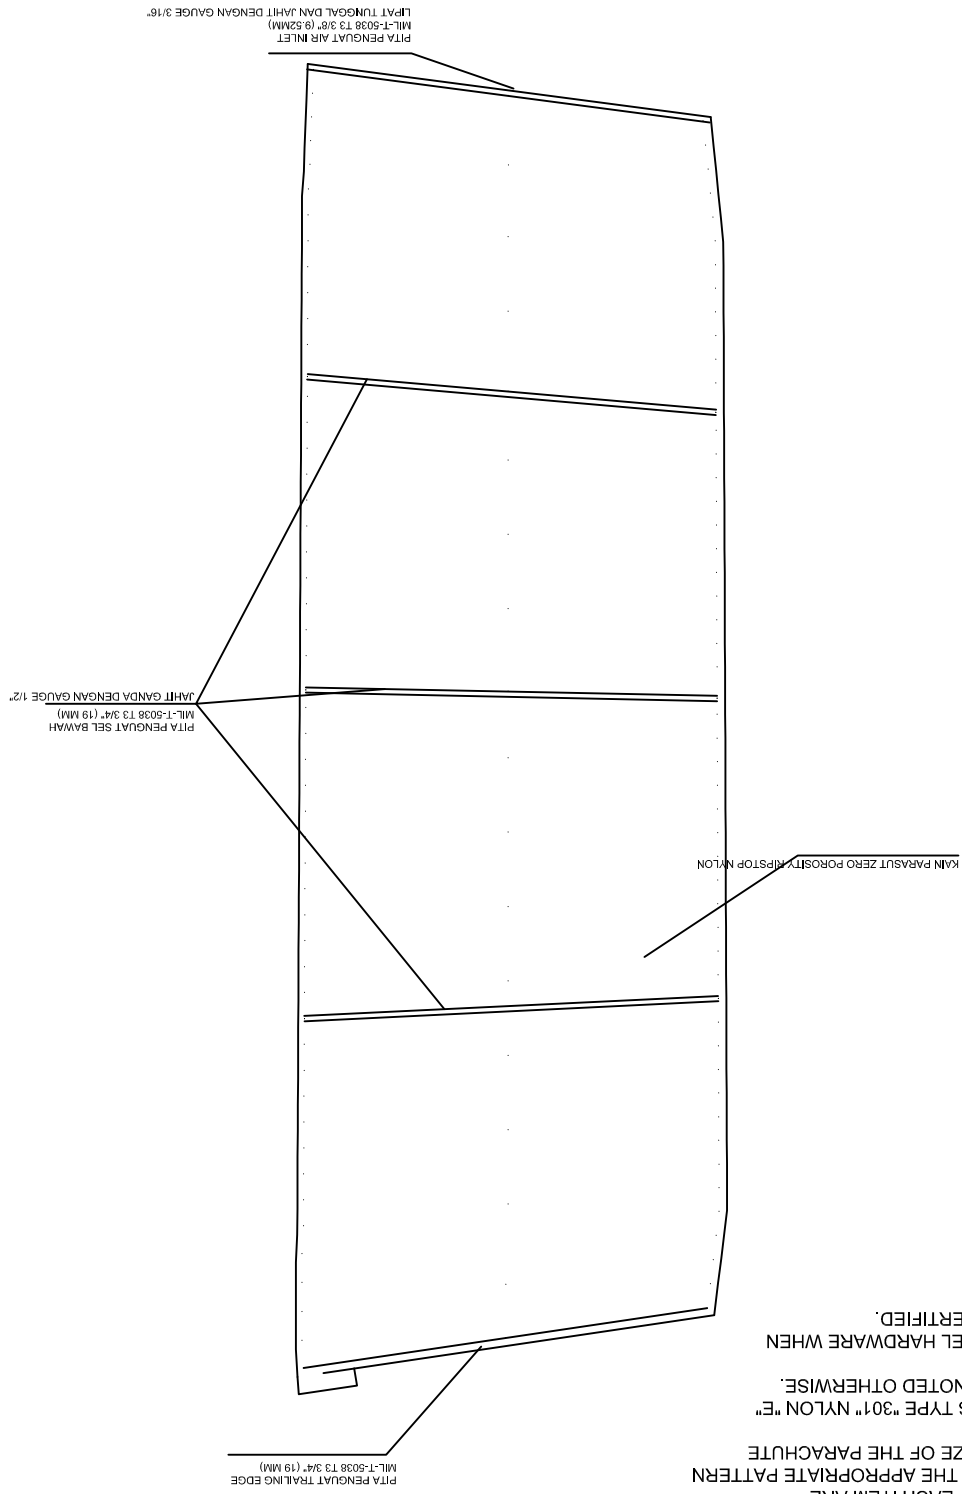 EACH ITEM ARE
THE APPROPRIATE PATTERN
ZE OF THE PARACHUTE
TYPE "301" NYLON "E"
NOTED OTHERWISE.
EL HARDWARE WHEN
ERTIFIED.
PITA PENGUAT TRAILING EDGE
MIL-T-5038 T3 3/4" (19 MM)
KAIN PARASUT ZERO POROSITY RIPSTOP NYLON
PITA PENGUAT SEL BAWAH
MIL-T-5038 T3 3/4" (19 MM)
JAHIT GANDA DENGAN GAUGE 1/2"
PITA PENGUAT AIR INLET
MIL-T-5038 T3 3/8" (9.52MM)
LIPAT TUNGGAL DAN JAHIT DENGAN GAUGE 3/16"